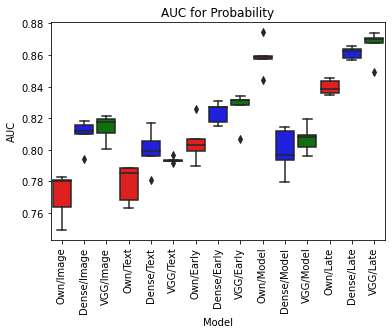 AUC for Probability
AUC
0.88
0.86
0.84
0.82
0.80
0.78
0.76
Own/Image
Dense/Image
VGG/Image
Own/Text
Dense/Text
VGG/Text
Own/Early
Dense/Early
VGG/Early
Own/Model
Dense/Model
VGG/Model
Own/Late
Dense/Late
VGG/Late
Model